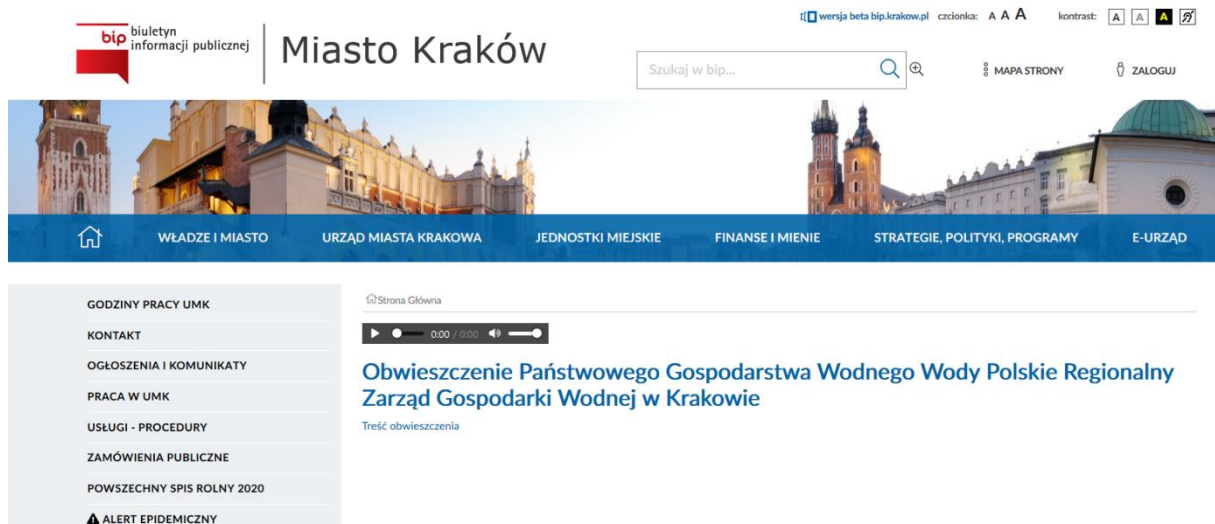 wersja beta bip.krakow.pl czcionka: A A A kontrast: A A A
bip biuletyn
informacji publicznej
Miasto Kraków
Szukaj w bip...
MAPA STRONY
ZALOGUJ
WŁADZE I MIASTO URZĄD MIASTA KRAKOWA JEDNOSTKI MIEJSKIE FINANSE I MIENIE STRATEGIE, POLITYKI, PROGRAMY E-URZĄD
GODZINY PRACY UMK
KONTAKT
OGŁOSZENIA I KOMUNIKATY
PRACA W UMK
USŁUGI - PROCEDURY
ZAMÓWIENIA PUBLICZNE
POWSZECHNY SPIS ROLNY 2020
ALERT EPIDEMICZNY
Strona Główna
0:00 / 0:00
Obwieszczenie Państwowego Gospodarstwa Wodnego Wody Polskie Regionalny
Zarząd Gospodarki Wodnej w Krakowie
Treść obwieszczenia